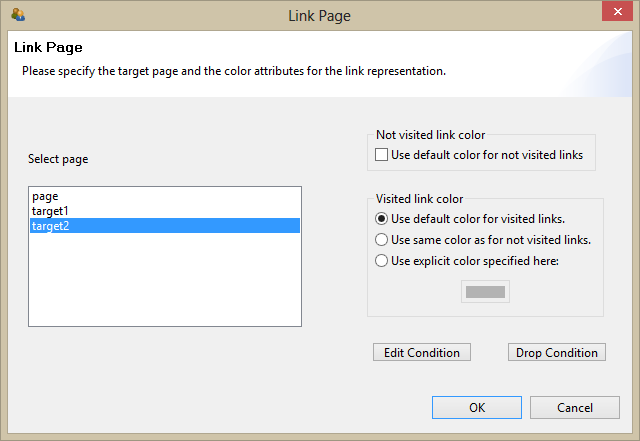 Link Page
Link Page
Please specify the target page and the color attributes for the link representation.
Select page
page
target1
target2
Not visited link color
Use default color for not visited links
Visited link color
Use default color for visited links.
Use same color as for not visited links.
Use explicit color specified here:
Edit Condition
Drop Condition
OK
Cancel